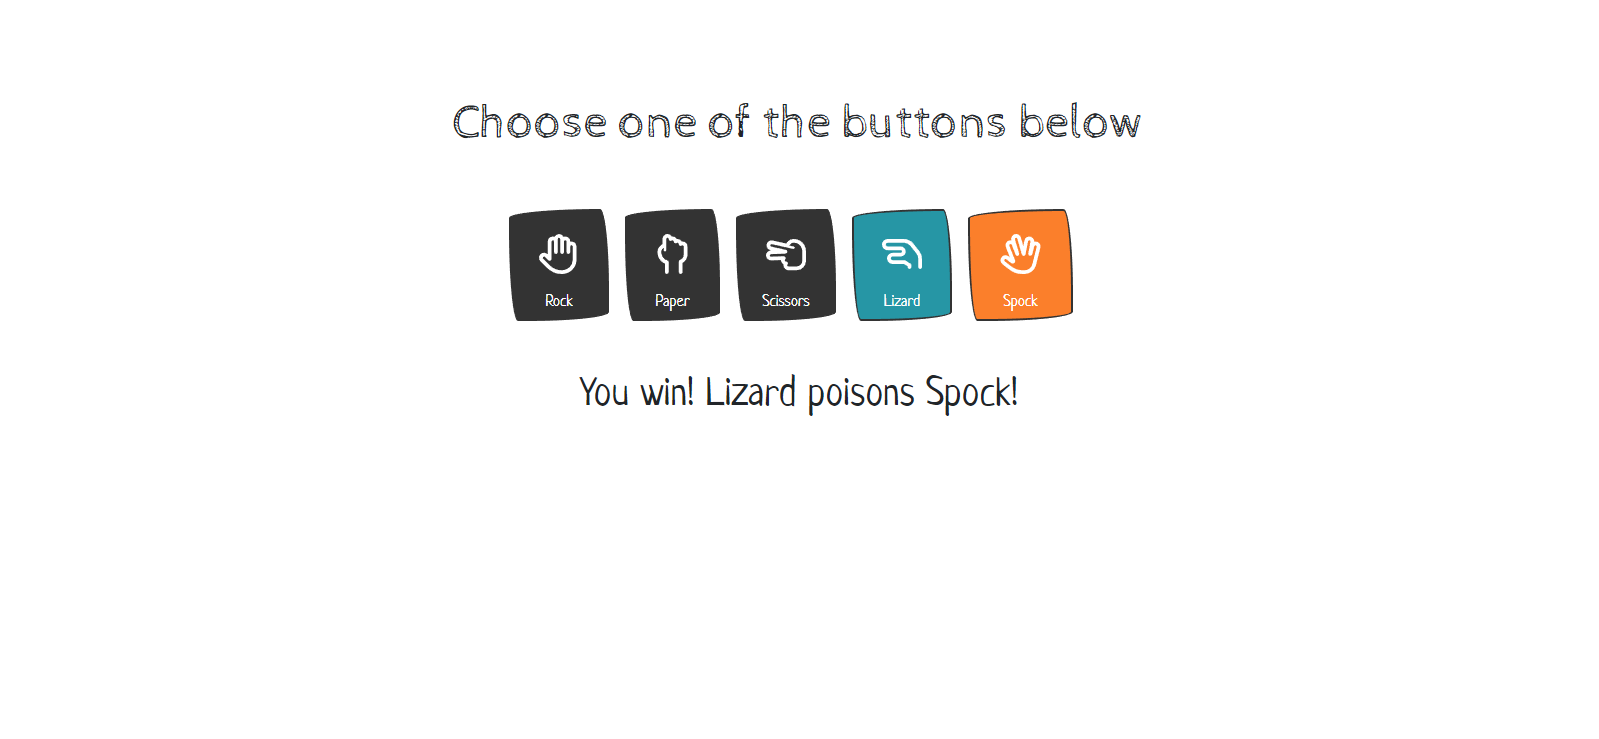 Choose one of the buttons below
Rock Paper Scissors Lizard Spock
You win! Lizard poisons Spock!